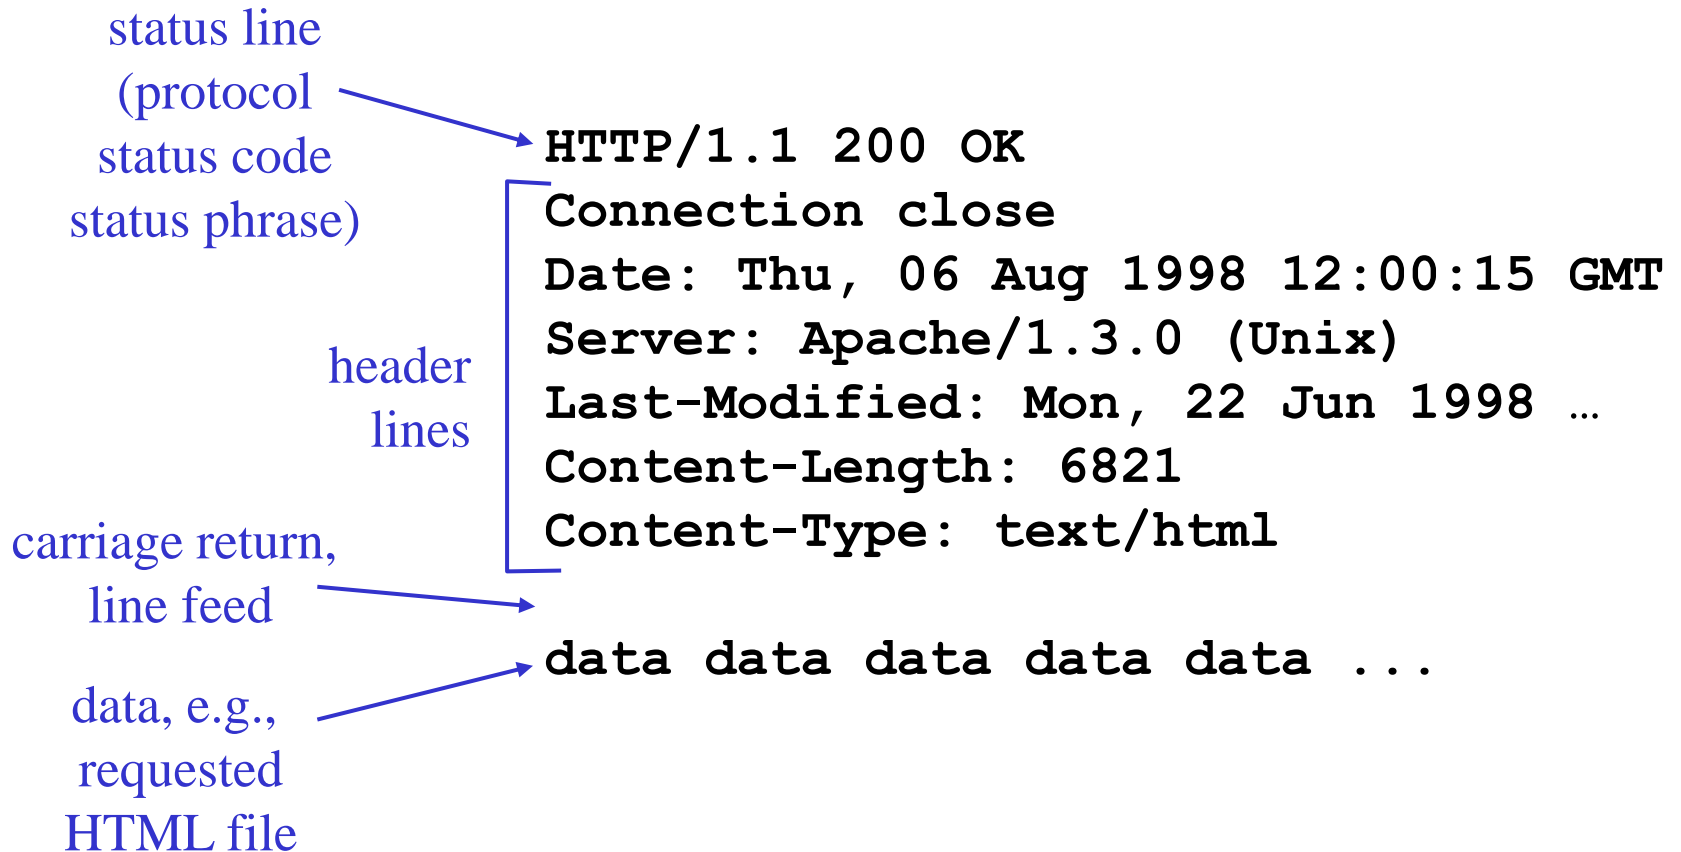 status line
(protocol
status code
status phrase)
HTTP/1.1 200 OK
Connection close
Date: Thu, 06 Aug 1998 12:00:15 GMT
Server: Apache/1.3.0 (Unix)
Last-Modified: Mon, 22 Jun 1998 …
Content-Length: 6821
Content-Type: text/html
header
lines
carriage return,
line feed
data data data data data ...
data, e.g.,
requested
HTML file